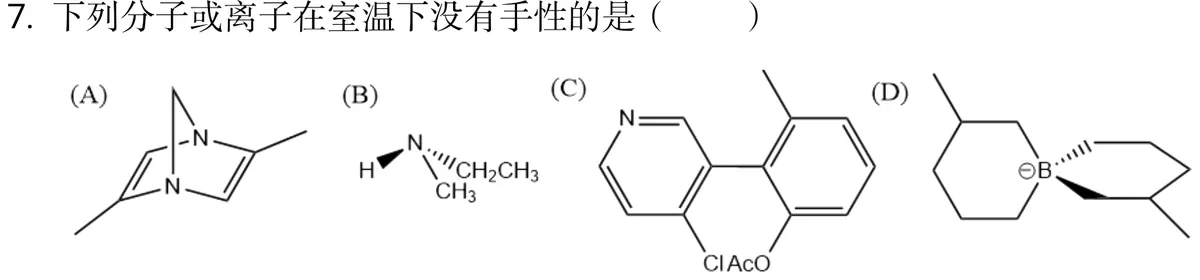 7. 下列分子或离子在室温下没有手性的是（ ）
(A) (B) (C) (D)
N N
N H CH₂CH₃ CH₃
N Cl AcO
⊖B